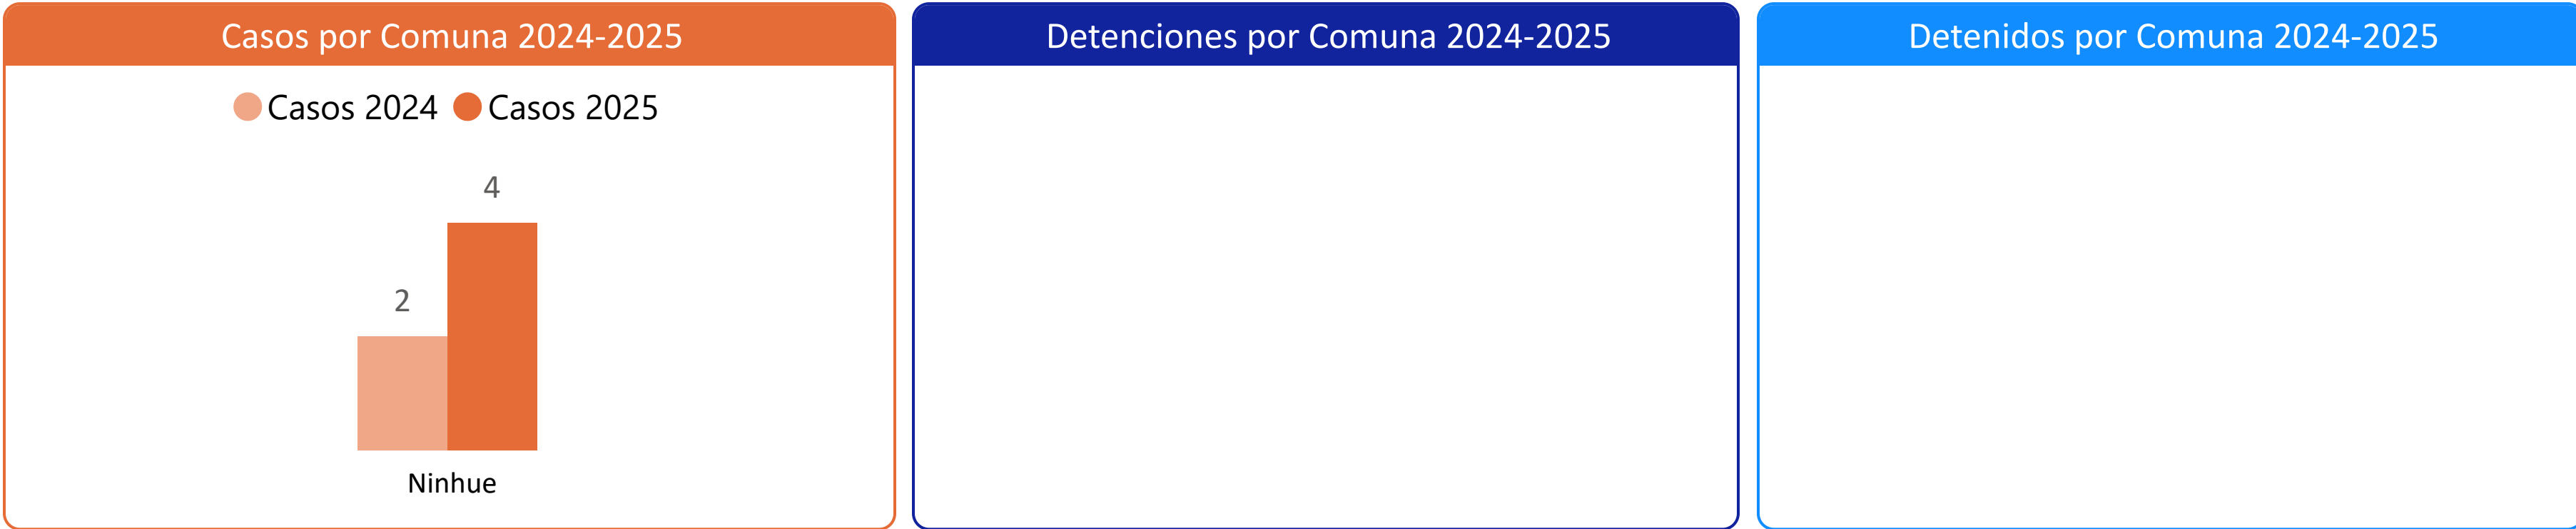 Casos por Comuna 2024-2025
Casos 2024 Casos 2025
4
2
Ninhue
Detenciones por Comuna 2024-2025
Detenidos por Comuna 2024-2025